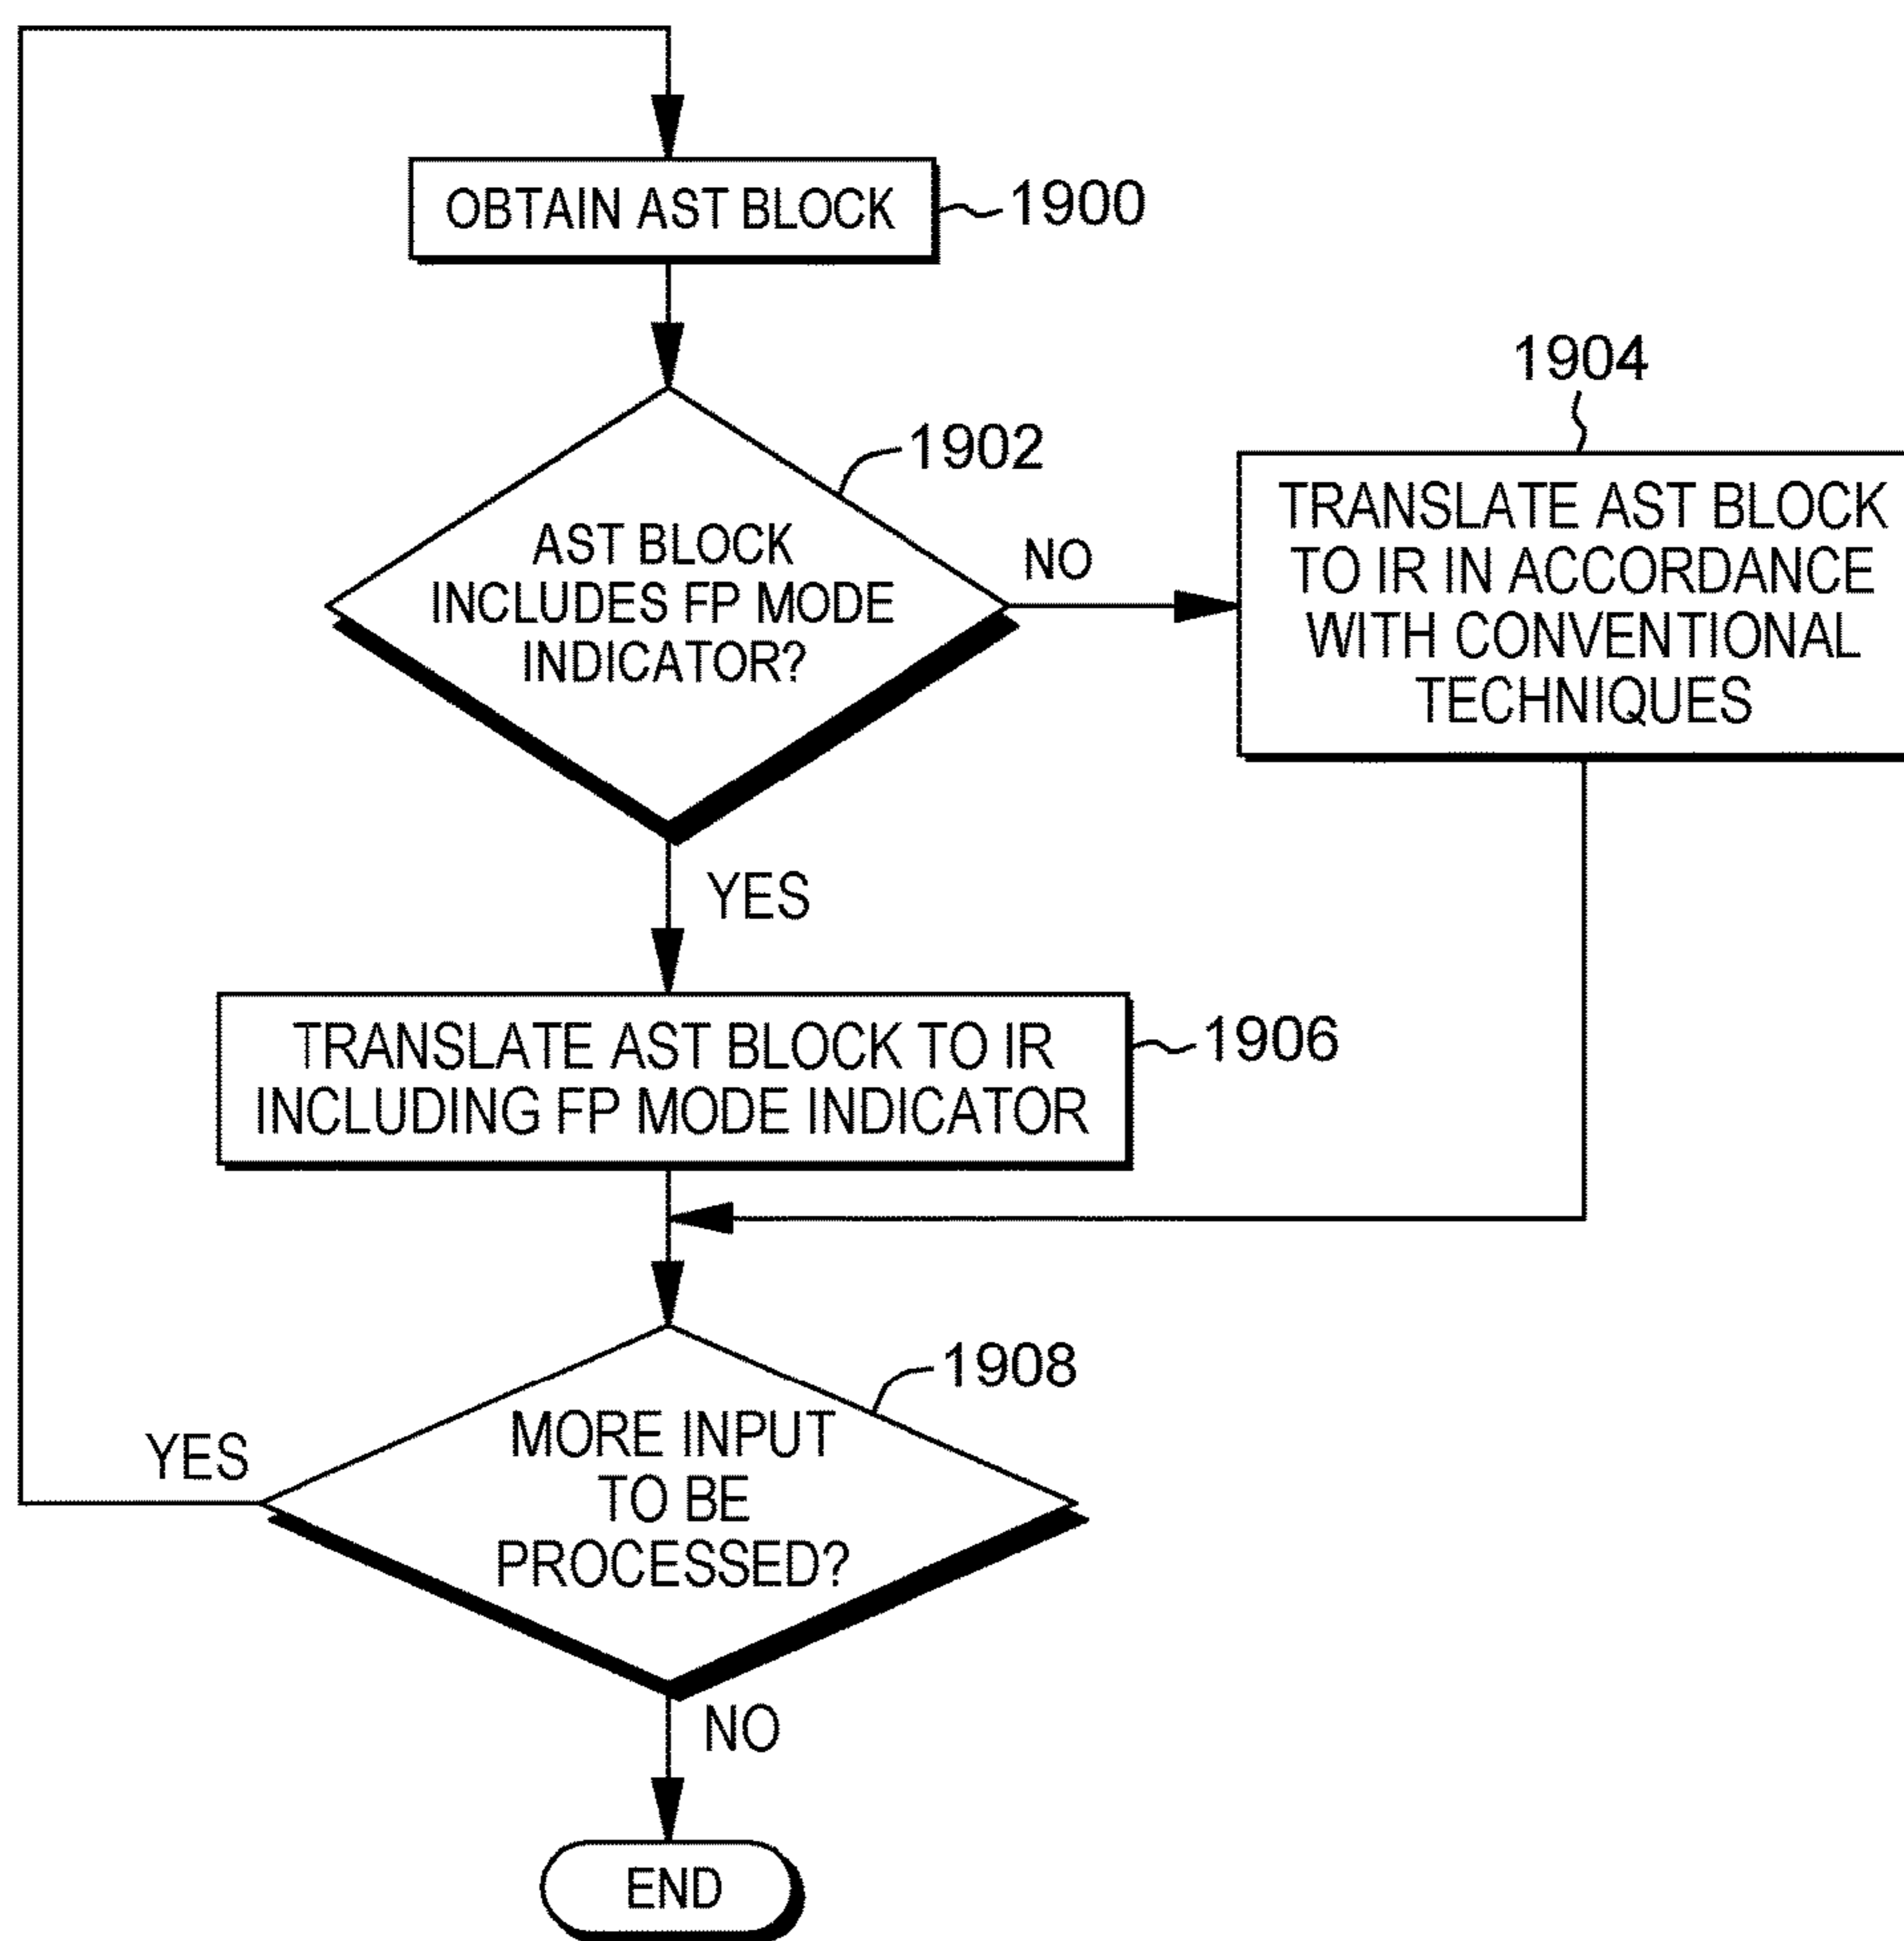 OBTAIN AST BLOCK
1900
1902
AST BLOCK
INCLUDES FP MODE
INDICATOR?
NO
1904
TRANSLATE AST BLOCK
TO IR IN ACCORDANCE
WITH CONVENTIONAL
TECHNIQUES
YES
TRANSLATE AST BLOCK TO IR
INCLUDING FP MODE INDICATOR
1906
1908
MORE INPUT
TO BE
PROCESSED?
YES
NO
END